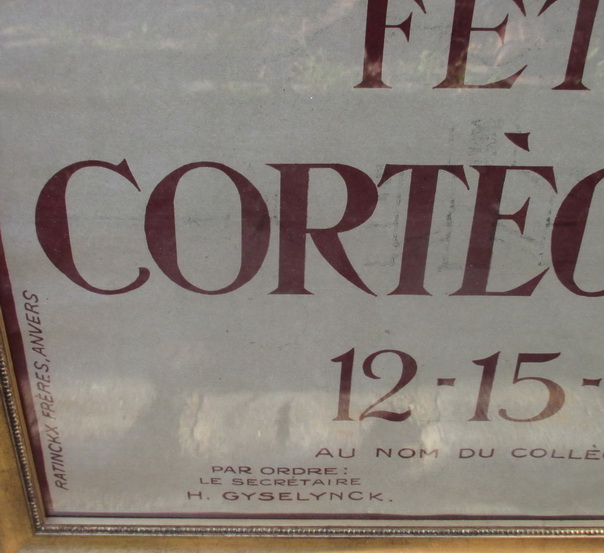 FÊT
CORTÈG
12-15-
AU NOM DU COLLÈ
PAR ORDRE:
LE SECRÉTAIRE
H. GYSELYNCK.
RATINCKX FRÈRES, ANVERS